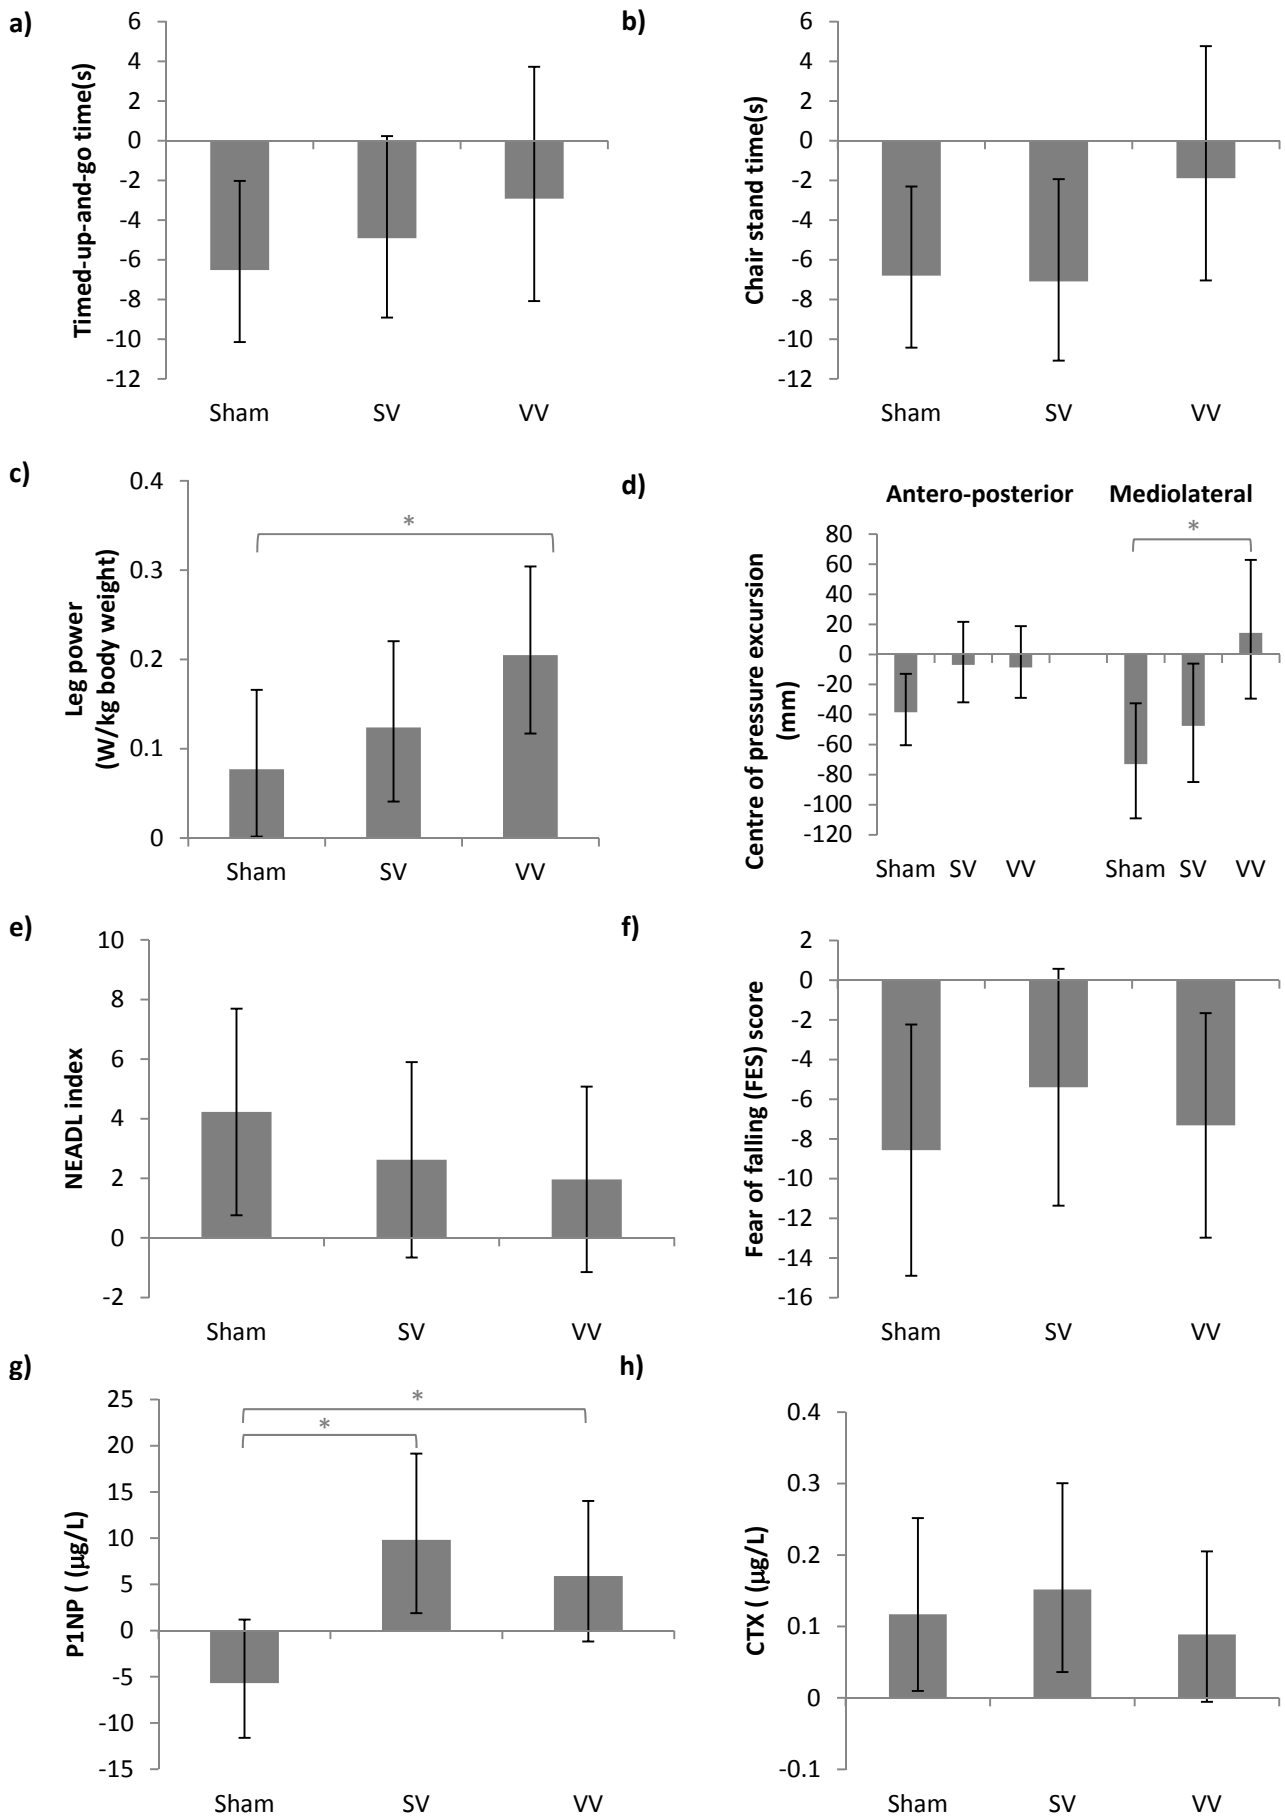 a)
Timed-up-and-go time(s)
6
4
2
0
-2
-4
-6
-8
-10
-12
Sham SV VV
b)
Chair stand time(s)
6
4
2
0
-2
-4
-6
-8
-10
-12
Sham SV VV
c)
Leg power
(W/kg body weight)
0.4
0.3
0.2
0.1
0
*
Sham SV VV
d)
Antero-posterior Mediolateral
Centre of pressure excursion
(mm)
80
60
40
20
0
-20
-40
-60
-80
-100
-120
*
Sham SV VV Sham SV VV
e)
NEADL index
10
8
6
4
2
0
-2
Sham SV VV
f)
Fear of falling (FES) score
2
0
-2
-4
-6
-8
-10
-12
-14
-16
Sham SV VV
g)
P1NP ( (µg/L)
25
20
15
10
5
0
-5
-10
-15
*
*
Sham SV VV
h)
CTX ( (µg/L)
0.4
0.3
0.2
0.1
0
-0.1
Sham SV VV